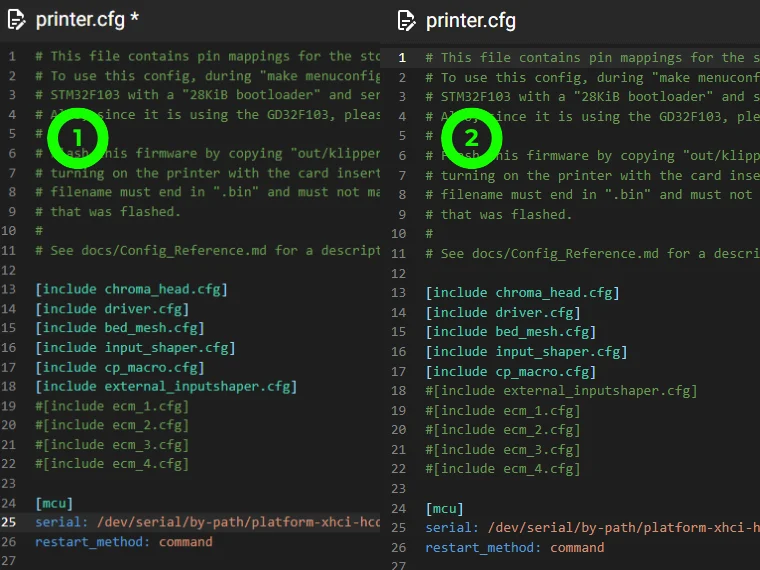 printer.cfg *
1 # This file contains pin mappings for the sto
2 # To use this config, during "make menuconfig
3 # STM32F103 with a "28KiB bootloader" and ser
4 # Also, since it is using the GD32F103, pleas
5 #
6 # Flash this firmware by copying "out/klipper
7 # turning on the printer with the card insert
8 # filename must end in ".bin" and must not ma
9 # that was flashed.
10 #
11 # See docs/Config_Reference.md for a descript
12
13 [include chroma_head.cfg]
14 [include driver.cfg]
15 [include bed_mesh.cfg]
16 [include input_shaper.cfg]
17 [include cp_macro.cfg]
18 [include external_inputshaper.cfg]
19 #[include ecm_1.cfg]
20 #[include ecm_2.cfg]
21 #[include ecm_3.cfg]
22 #[include ecm_4.cfg]
23
24 [mcu]
25 serial: /dev/serial/by-path/platform-xhci-hcd
26 restart_method: command
27
1
printer.cfg
1 # This file contains pin mappings for the s
2 # To use this config, during "make menuconf
3 # STM32F103 with a "28KiB bootloader" and s
4 # Also, since it is using the GD32F103, ple
5 #
6 # Flash this firmware by copying "out/klipp
7 # turning on the printer with the card inse
8 # filename must end in ".bin" and must not
9 # that was flashed.
10 #
11 # See docs/Config_Reference.md for a descri
12
13 [include chroma_head.cfg]
14 [include driver.cfg]
15 [include bed_mesh.cfg]
16 [include input_shaper.cfg]
17 [include cp_macro.cfg]
18 #[include external_inputshaper.cfg]
19 #[include ecm_1.cfg]
20 #[include ecm_2.cfg]
21 #[include ecm_3.cfg]
22 #[include ecm_4.cfg]
23
24 [mcu]
25 serial: /dev/serial/by-path/platform-xhci-h
26 restart_method: command
27
2